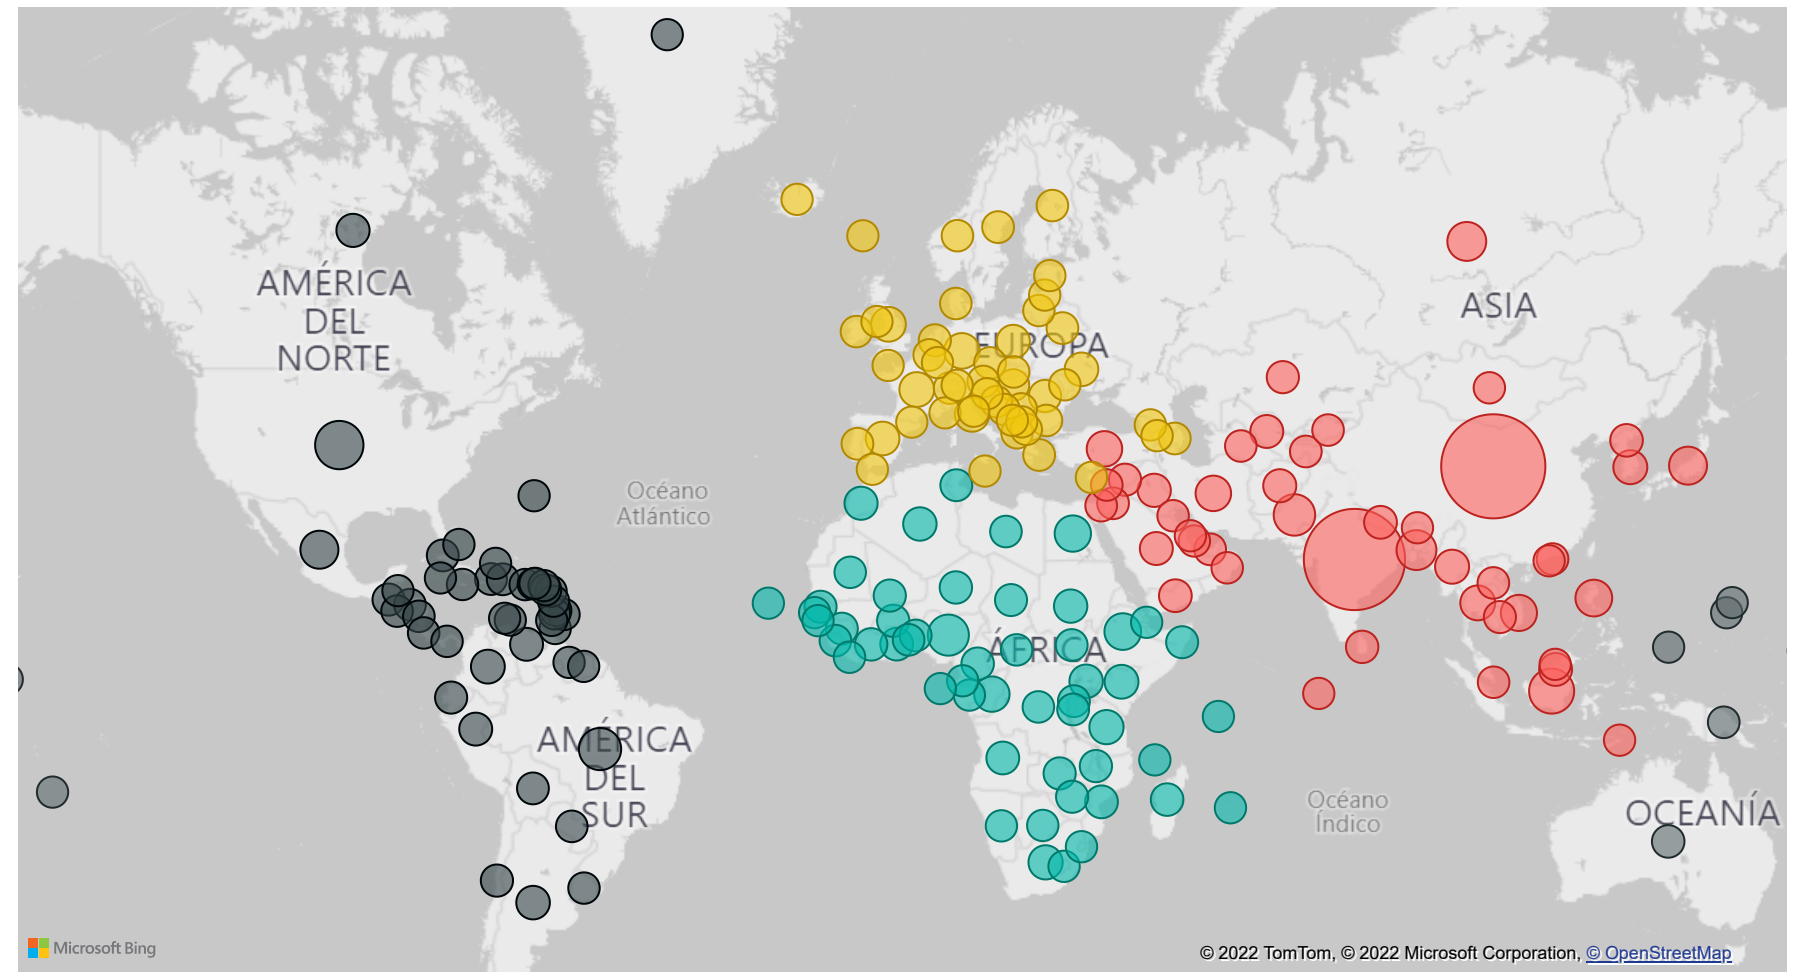 AMÉRICA
DEL
NORTE
EUROPA
ASIA
Océano
Atlántico
ÁFRICA
AMÉRICA
DEL
SUR
Océano
Índico
OCEANÍA
Microsoft Bing
© 2022 TomTom, © 2022 Microsoft Corporation, © OpenStreetMap